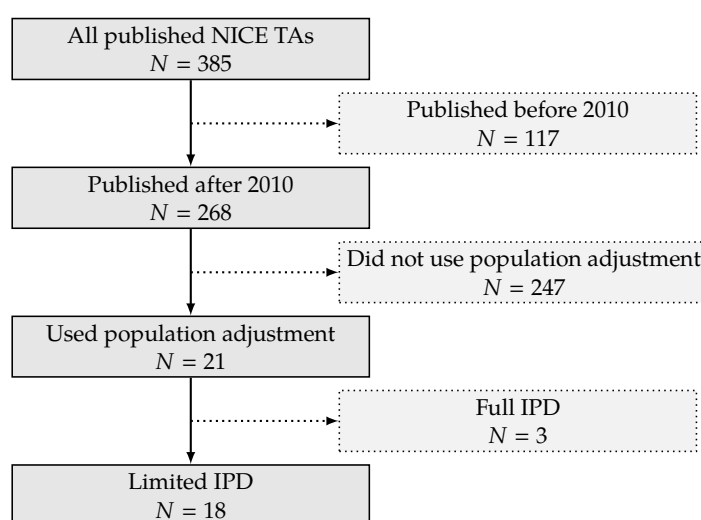 All published NICE TAs
N = 385
Published before 2010
N = 117
Published after 2010
N = 268
Did not use population adjustment
N = 247
Used population adjustment
N = 21
Full IPD
N = 3
Limited IPD
N = 18